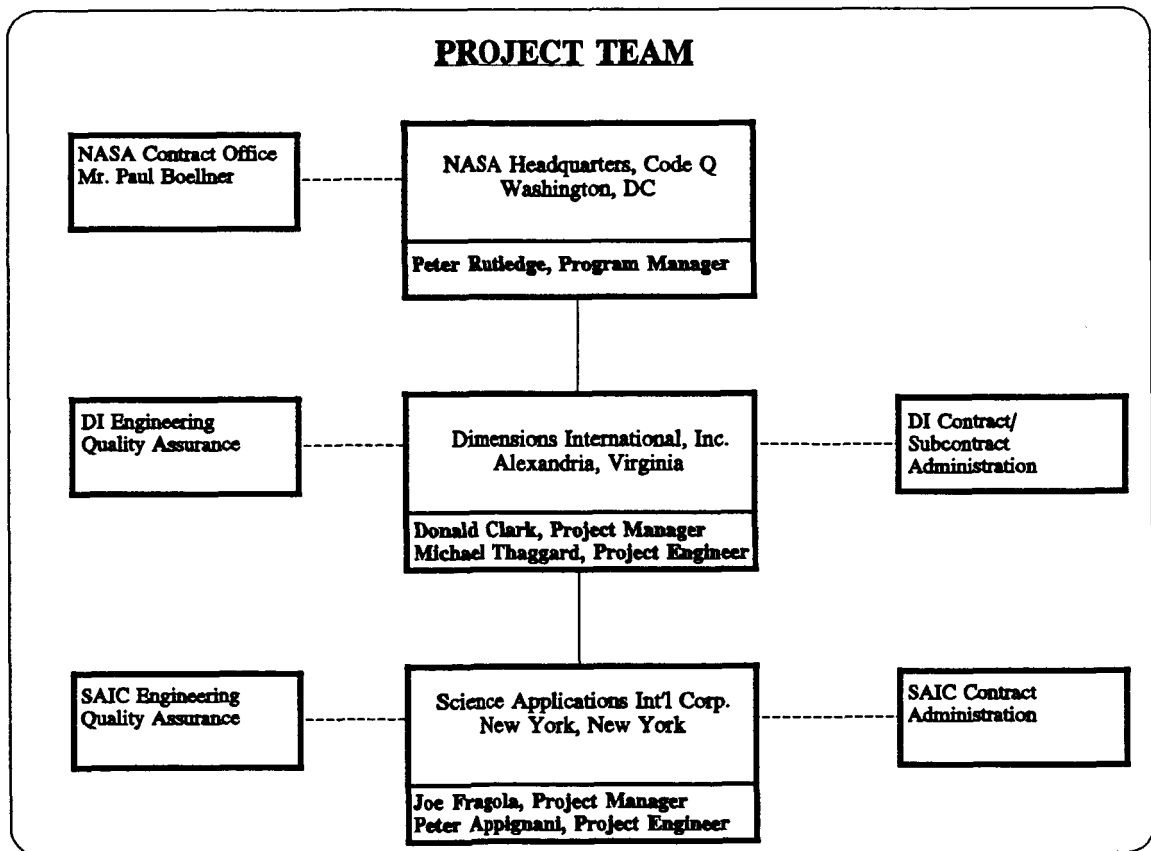 PROJECT TEAM
NASA Contract Office
Mr. Paul Boellner
NASA Headquarters, Code Q
Washington, DC
Peter Rutledge, Program Manager
DI Engineering
Quality Assurance
Dimensions International, Inc.
Alexandria, Virginia
Donald Clark, Project Manager
Michael Thaggard, Project Engineer
DI Contract/
Subcontract
Administration
SAIC Engineering
Quality Assurance
Science Applications Int'l Corp.
New York, New York
Joe Fragola, Project Manager
Peter Appignani, Project Engineer
SAIC Contract
Administration